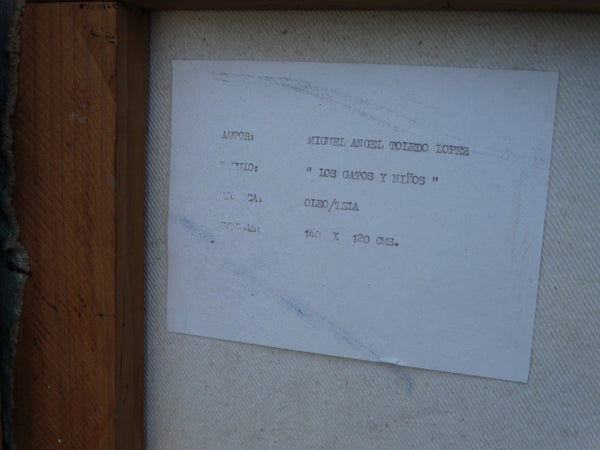 AUTOR: MIGUEL ANGEL TOLEDO LOPEZ
" LOS GATOS Y NIÑOS "
OLEO/TELA
160 X 120 CMS.